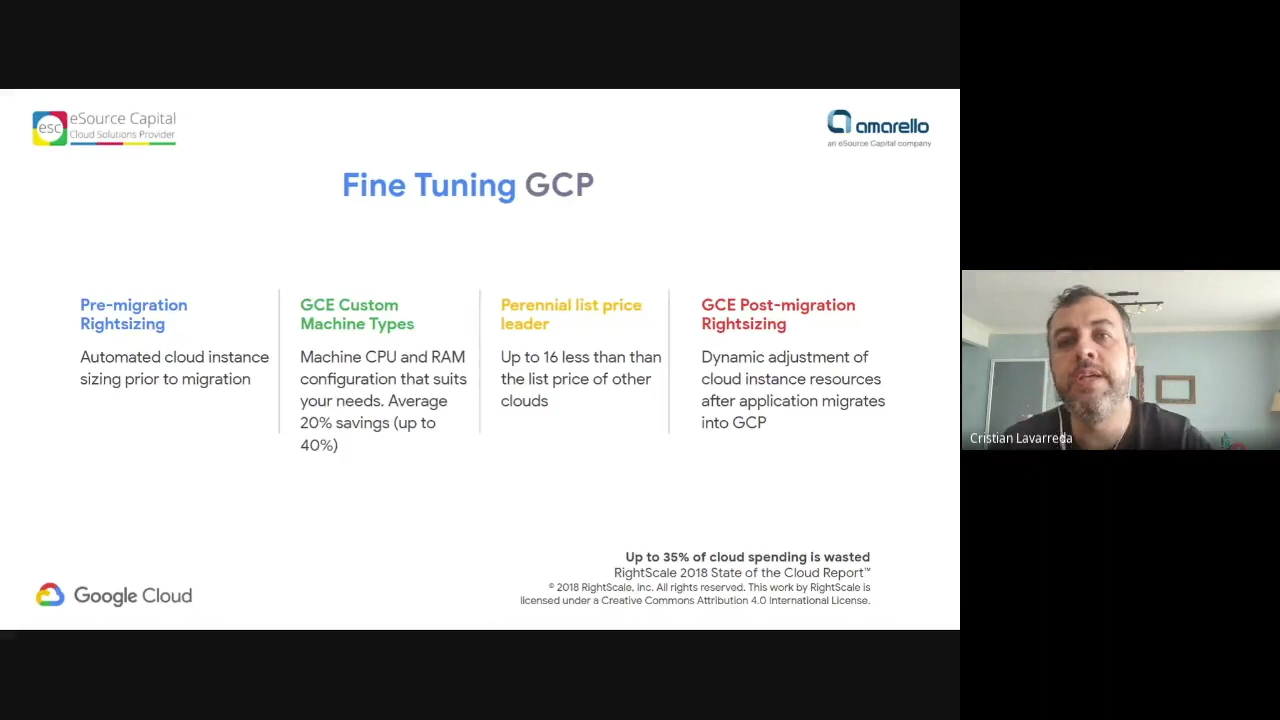 esc
eSource Capital
Cloud Solutions Provider
amarello
an eSource Capital company
Fine Tuning GCP
Pre-migration
Rightsizing
Automated cloud instance
sizing prior to migration
GCE Custom
Machine Types
Machine CPU and RAM
configuration that suits
your needs. Average
20% savings (up to
40%)
Perennial list price
leader
Up to 16 less than than
the list price of other
clouds
GCE Post-migration
Rightsizing
Dynamic adjustment of
cloud instance resources
after application migrates
into GCP
Cristian Lavarreda
Up to 35% of cloud spending is wasted
RightScale 2018 State of the Cloud Report™
© 2018 RightScale, Inc. All rights reserved. This work by RightScale is
licensed under a Creative Commons Attribution 4.0 International License.
Google Cloud